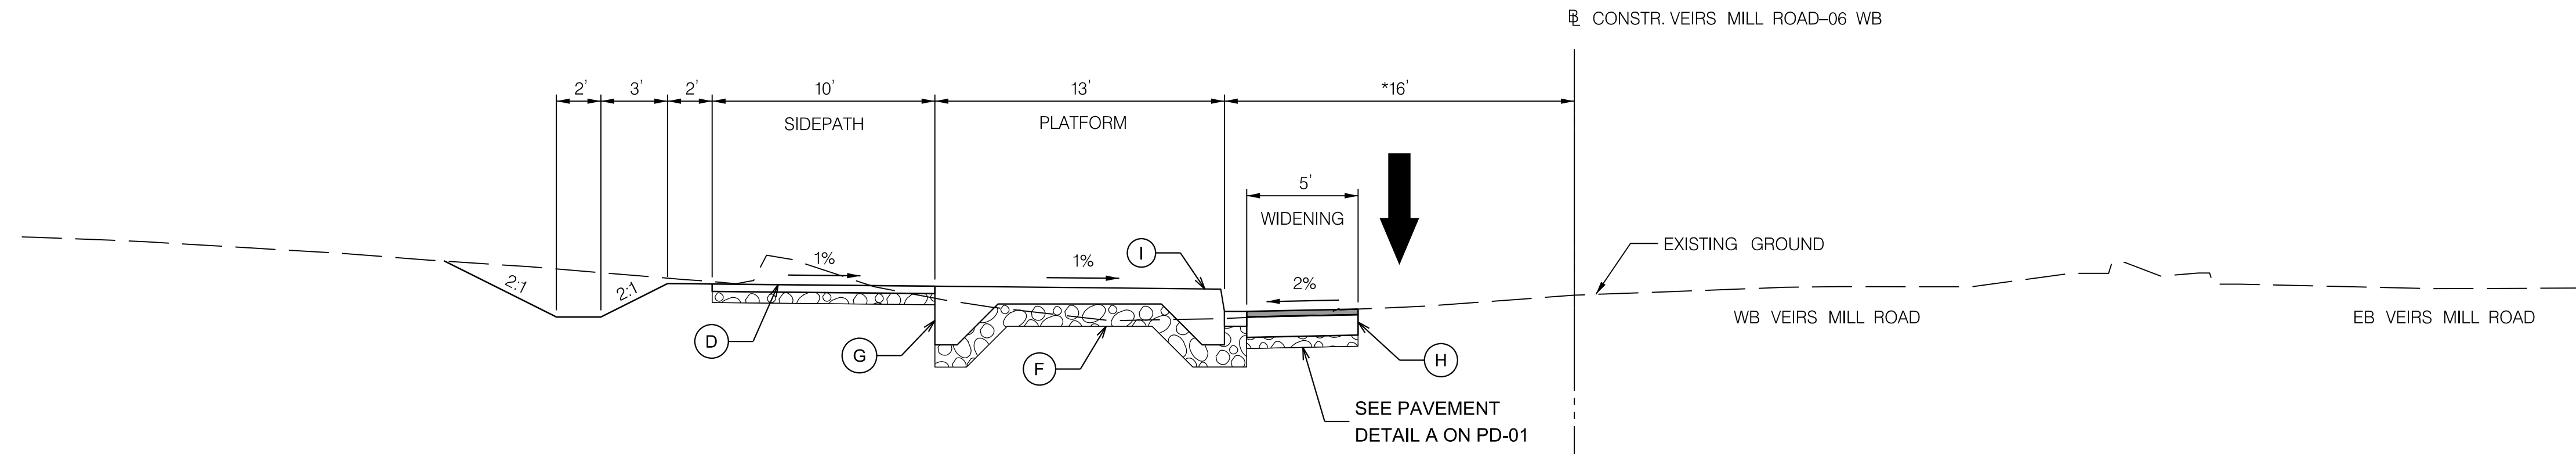 ℄ CONSTR. VEIRS MILL ROAD–06 WB
2' 3' 2' 10' 13' *16'
SIDEPATH PLATFORM
5'
WIDENING
I
EXISTING GROUND
1% 1%
2:1 2:1 2%
WB VEIRS MILL ROAD EB VEIRS MILL ROAD
D G F H
SEE PAVEMENT
DETAIL A ON PD-01